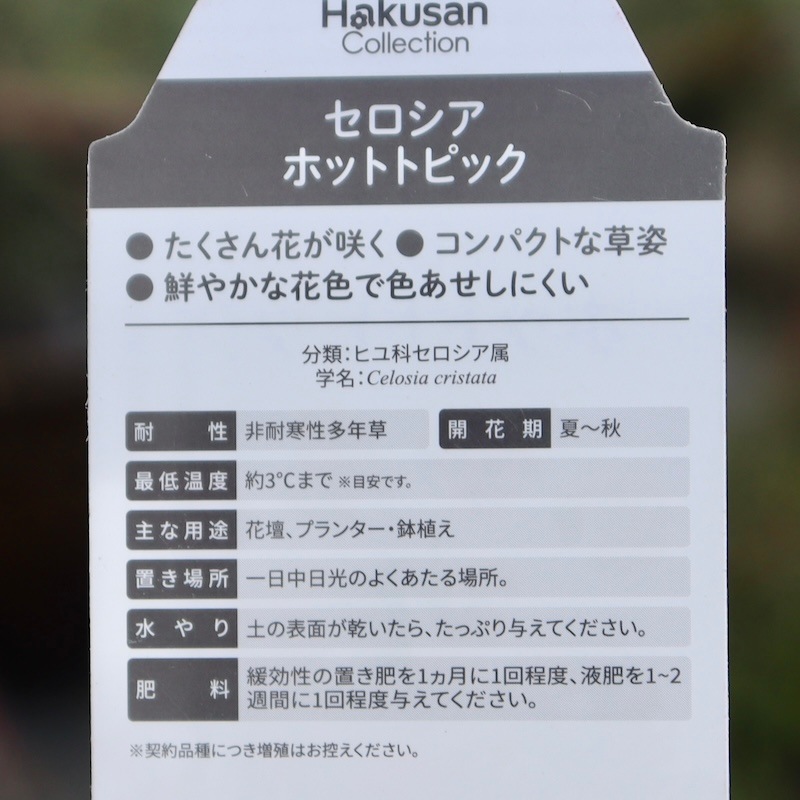 Hakusan
Collection
セロシア
ホットトピック
● たくさん花が咲く ● コンパクトな草姿
● 鮮やかな花色で色あせしにくい
分類：ヒユ科セロシア属
学名：Celosia cristata
耐性 非耐寒性多年草 開花期 夏〜秋
最低温度 約3℃まで ※目安です。
主な用途 花壇、プランター・鉢植え
置き場所 一日中日光のよくあたる場所。
水やり 土の表面が乾いたら、たっぷり与えてください。
肥料 緩効性の置き肥を1ヵ月に1回程度、液肥を1~2
週間に1回程度与えてください。
※契約品種につき増殖はお控えください。